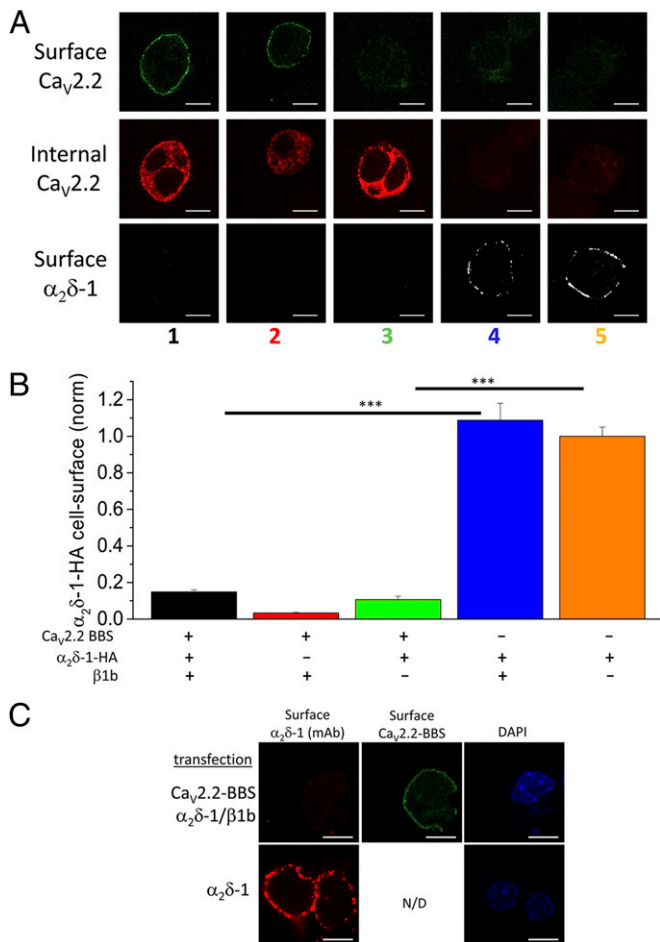 A
Surface
CaV2.2
Internal
CaV2.2
Surface
α2δ-1
1 2 3 4 5
B
α2δ-1-HA cell-surface (norm)
1.2
1.0
0.8
0.6
0.4
0.2
0.0
*** ***
CaV2.2 BBS + + + – –
α2δ-1-HA + – + + +
β1b + + – + –
C
Surface
α2δ-1 (mAb)
Surface
CaV2.2-BBS
DAPI
transfection
CaV2.2-BBS
α2δ-1/β1b
α2δ-1
N/D